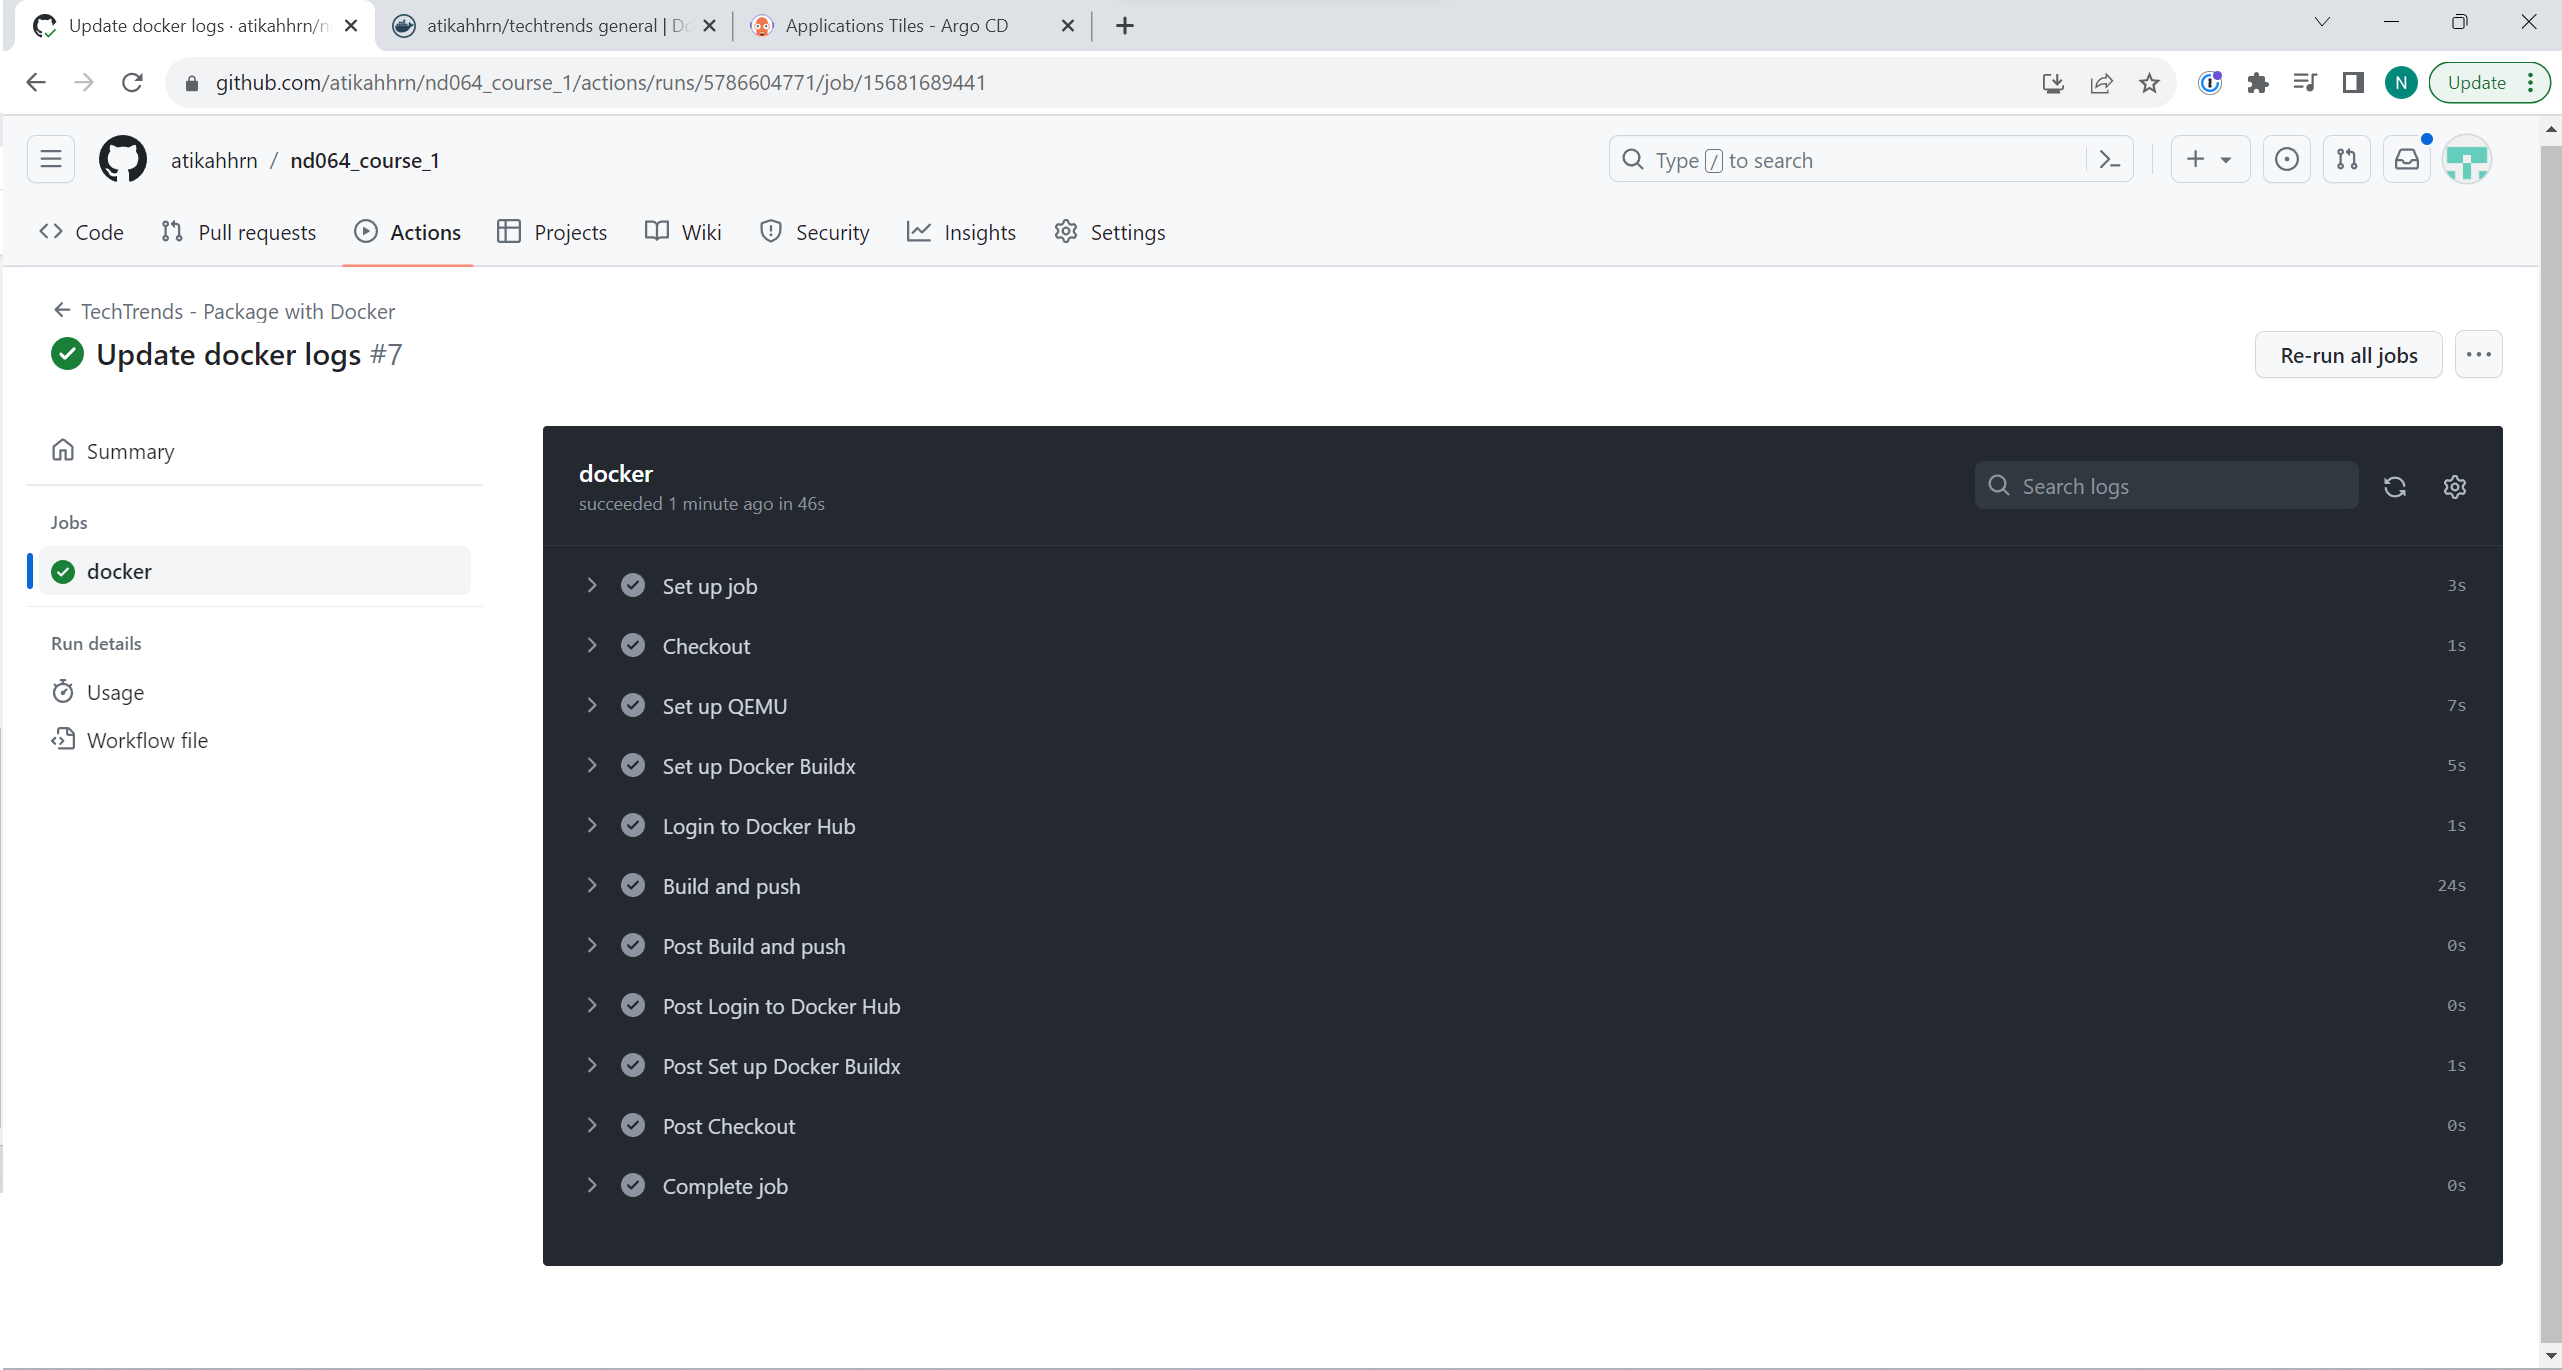 Update docker logs · atikahhrn/n
atikahhrn/techtrends general | Do
Applications Tiles - Argo CD
github.com/atikahhrn/nd064_course_1/actions/runs/5786604771/job/15681689441
N
Update
atikahhrn / nd064_course_1
Type / to search
Code
Pull requests
Actions
Projects
Wiki
Security
Insights
Settings
TechTrends - Package with Docker
Update docker logs #7
Re-run all jobs
Summary
Jobs
docker
Run details
Usage
Workflow file
docker
succeeded 1 minute ago in 46s
Search logs
Set up job 3s
Checkout 1s
Set up QEMU 7s
Set up Docker Buildx 5s
Login to Docker Hub 1s
Build and push 24s
Post Build and push 0s
Post Login to Docker Hub 0s
Post Set up Docker Buildx 1s
Post Checkout 0s
Complete job 0s